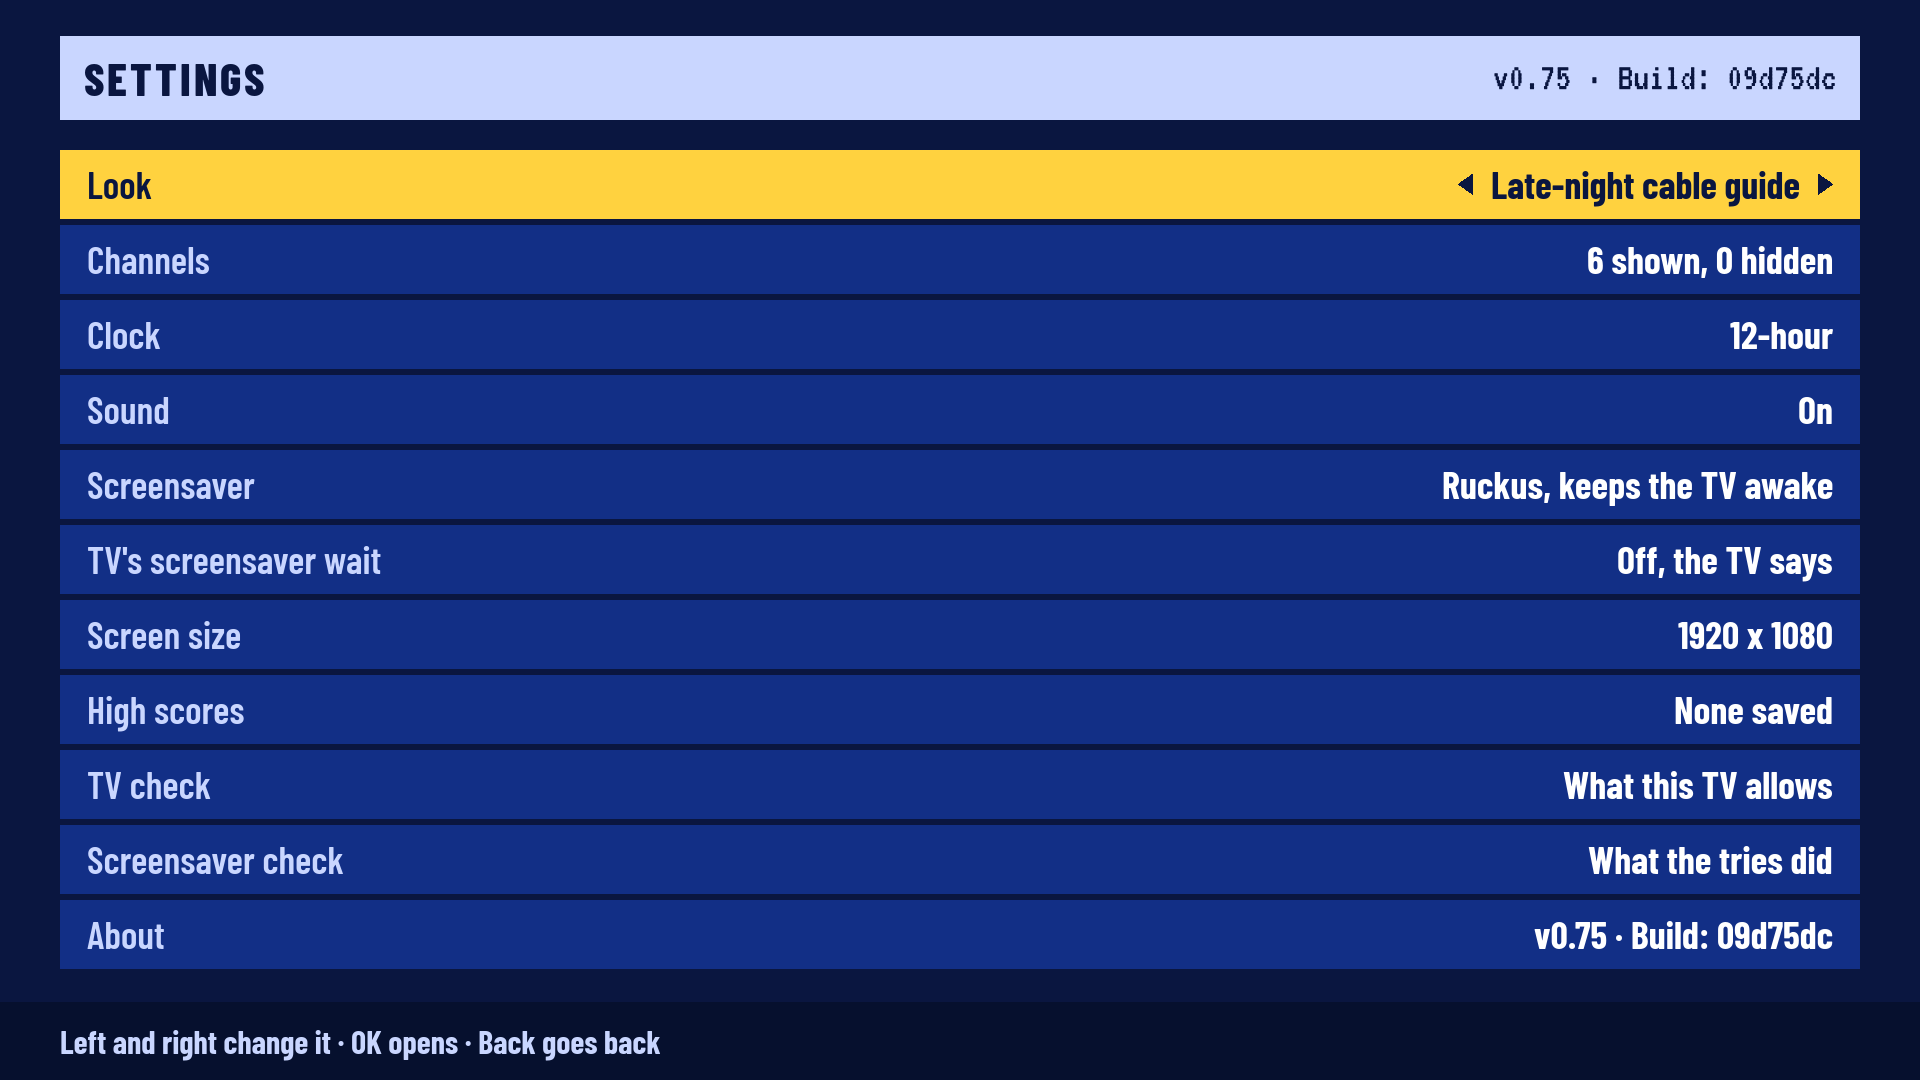 SETTINGS
v0.75 · Build: 09d75dc
Look
Late-night cable guide
Channels
6 shown, 0 hidden
Clock
12-hour
Sound
On
Screensaver
Ruckus, keeps the TV awake
TV's screensaver wait
Off, the TV says
Screen size
1920 x 1080
High scores
None saved
TV check
What this TV allows
Screensaver check
What the tries did
About
v0.75 · Build: 09d75dc
Left and right change it · OK opens · Back goes back